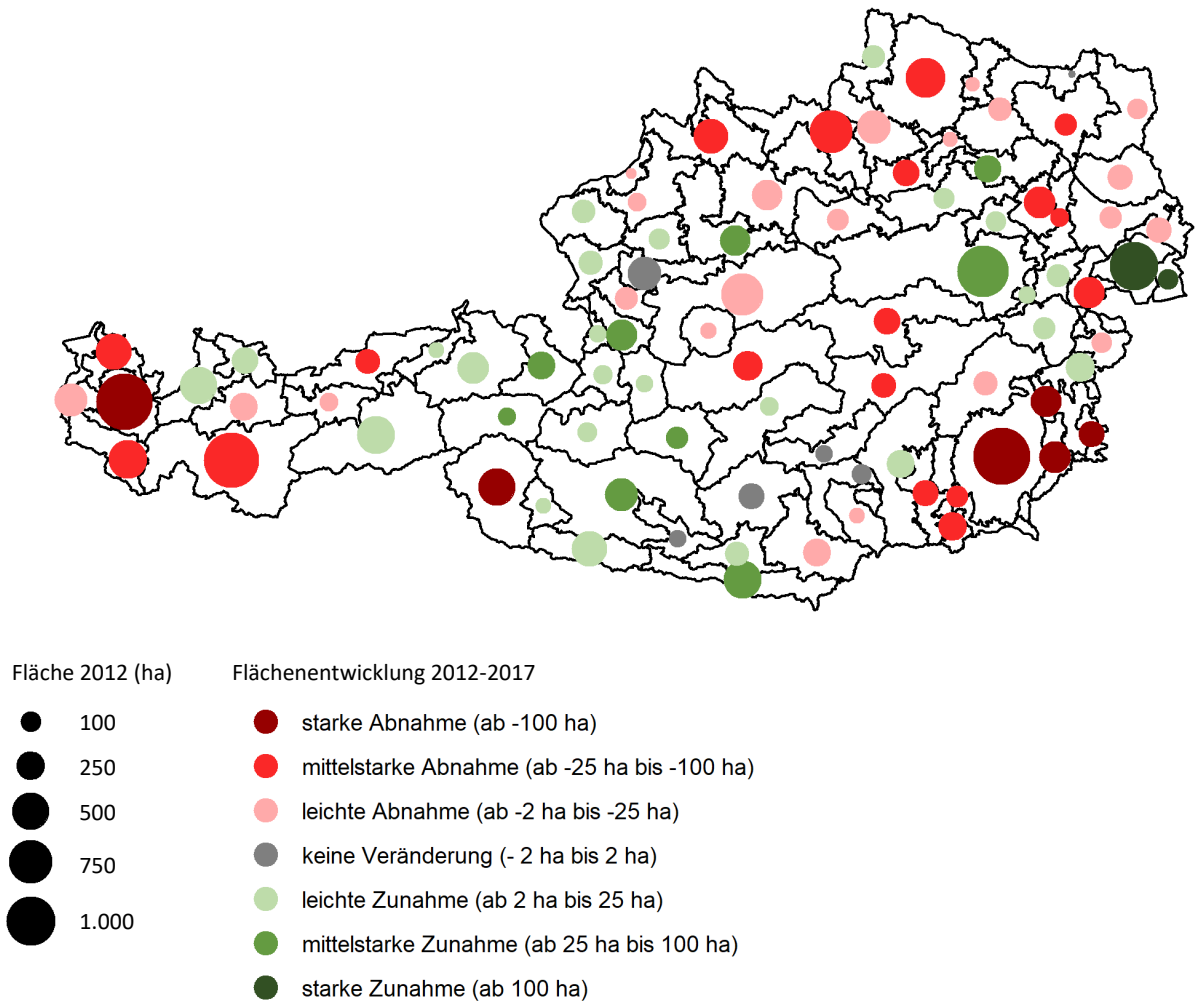 Fläche 2012 (ha)
100
250
500
750
1.000
Flächenentwicklung 2012-2017
starke Abnahme (ab -100 ha)
mittelstarke Abnahme (ab -25 ha bis -100 ha)
leichte Abnahme (ab -2 ha bis -25 ha)
keine Veränderung (- 2 ha bis 2 ha)
leichte Zunahme (ab 2 ha bis 25 ha)
mittelstarke Zunahme (ab 25 ha bis 100 ha)
starke Zunahme (ab 100 ha)